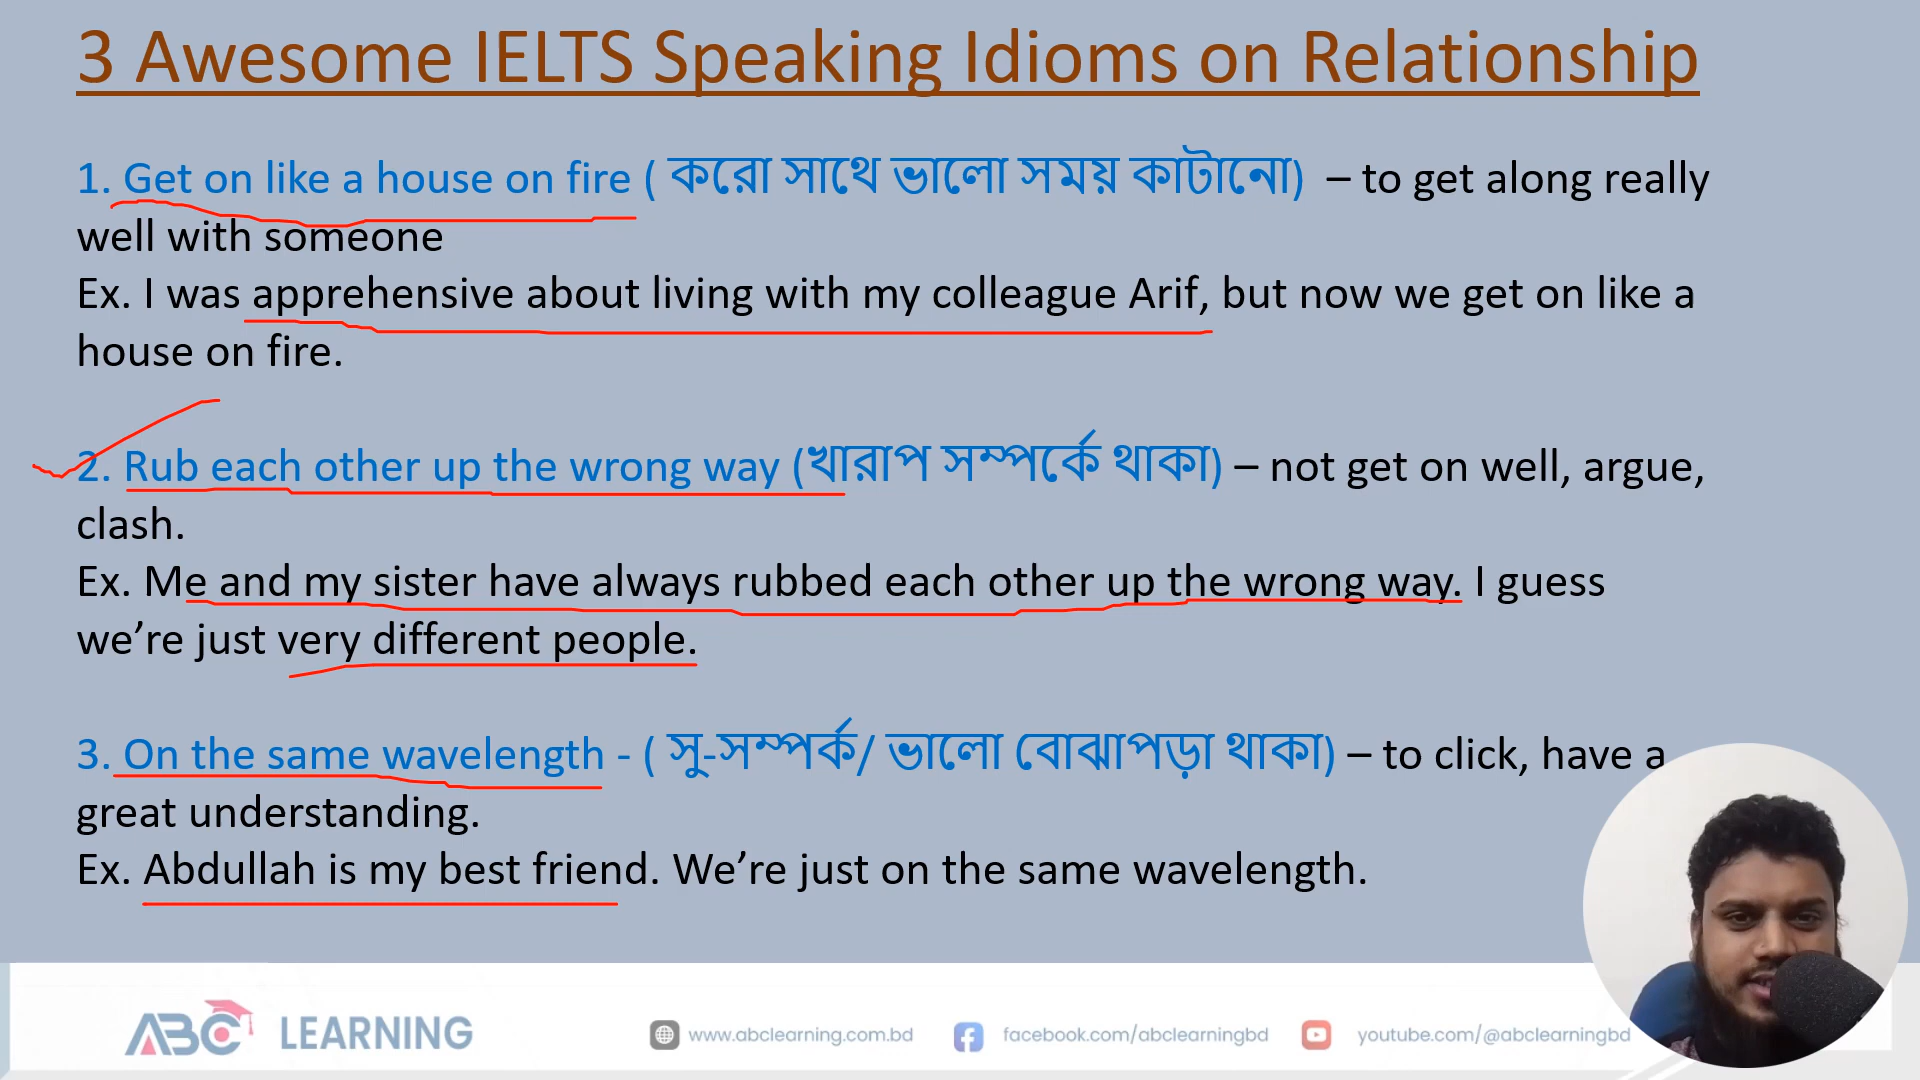 3 Awesome IELTS Speaking Idioms on Relationship
1. Get on like a house on fire ( করো সাথে ভালো সময় কাটানো) – to get along really
well with someone
Ex. I was apprehensive about living with my colleague Arif, but now we get on like a
house on fire.
2. Rub each other up the wrong way (খারাপ সম্পর্কে থাকা) – not get on well, argue,
clash.
Ex. Me and my sister have always rubbed each other up the wrong way. I guess
we’re just very different people.
3. On the same wavelength - ( সু-সম্পর্ক/ ভালো বোঝাপড়া থাকা) – to click, have a
great understanding.
Ex. Abdullah is my best friend. We’re just on the same wavelength.
ABC LEARNING www.abclearning.com.bd facebook.com/abclearningbd youtube.com/@abclearningbd